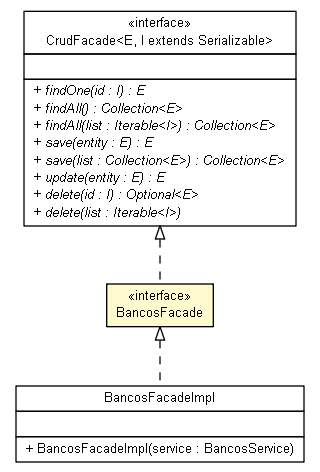 «interface»
CrudFacade<E, I extends Serializable>
+ findOne(id : I) : E
+ findAll() : Collection<E>
+ findAll(list : Iterable<I>) : Collection<E>
+ save(entity : E) : E
+ save(list : Collection<E>) : Collection<E>
+ update(entity : E) : E
+ delete(id : I) : Optional<E>
+ delete(list : Iterable<I>)
«interface»
BancosFacade
BancosFacadeImpl
+ BancosFacadeImpl(service : BancosService)